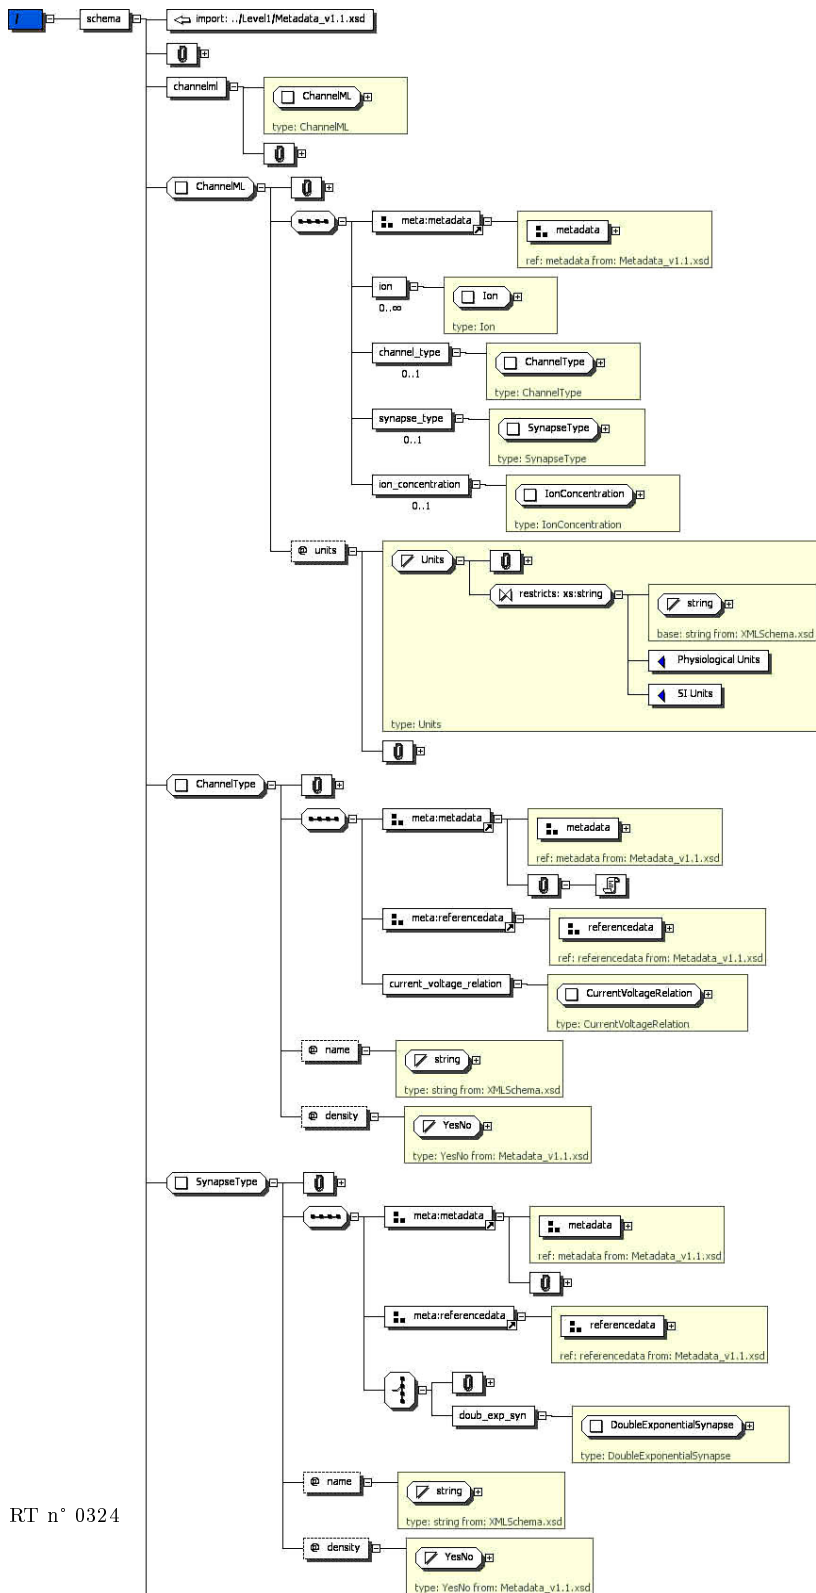 /
schema
import: ../Level1/Metadata_v1.1.xsd
channelml
ChannelML
type: ChannelML
ChannelML
meta:metadata
metadata
ref: metadata from: Metadata_v1.1.xsd
ion
0..∞
Ion
type: Ion
channel_type
0..1
ChannelType
type: ChannelType
synapse_type
0..1
SynapseType
type: SynapseType
ion_concentration
0..1
IonConcentration
type: IonConcentration
@ units
Units
restricts: xs:string
string
base: string from: XMLSchema.xsd
Physiological Units
SI Units
type: Units
ChannelType
meta:metadata
metadata
ref: metadata from: Metadata_v1.1.xsd
meta:referencedata
referencedata
ref: referencedata from: Metadata_v1.1.xsd
current_voltage_relation
CurrentVoltageRelation
type: CurrentVoltageRelation
@ name
string
type: string from: XMLSchema.xsd
@ density
YesNo
type: YesNo from: Metadata_v1.1.xsd
SynapseType
meta:metadata
metadata
ref: metadata from: Metadata_v1.1.xsd
meta:referencedata
referencedata
ref: referencedata from: Metadata_v1.1.xsd
doub_exp_syn
DoubleExponentialSynapse
type: DoubleExponentialSynapse
@ name
string
type: string from: XMLSchema.xsd
RT n° 0324
@ density
YesNo
type: YesNo from: Metadata_v1.1.xsd